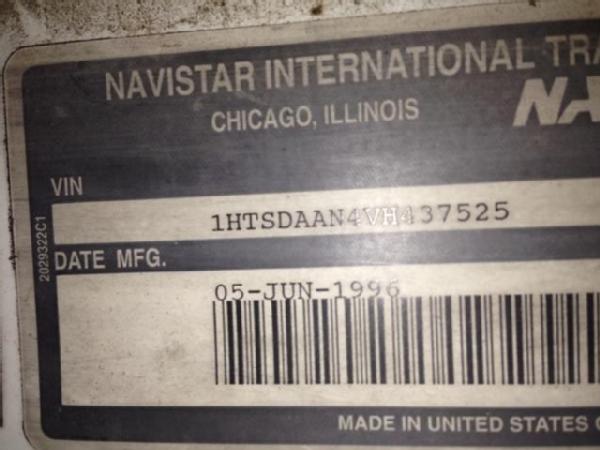 NAVISTAR INTERNATIONAL
CHICAGO, ILLINOIS
VIN
1HTSDAAN4VH437525
DATE MFG.
05-JUN-1996
2029322C1
MADE IN UNITED STATES